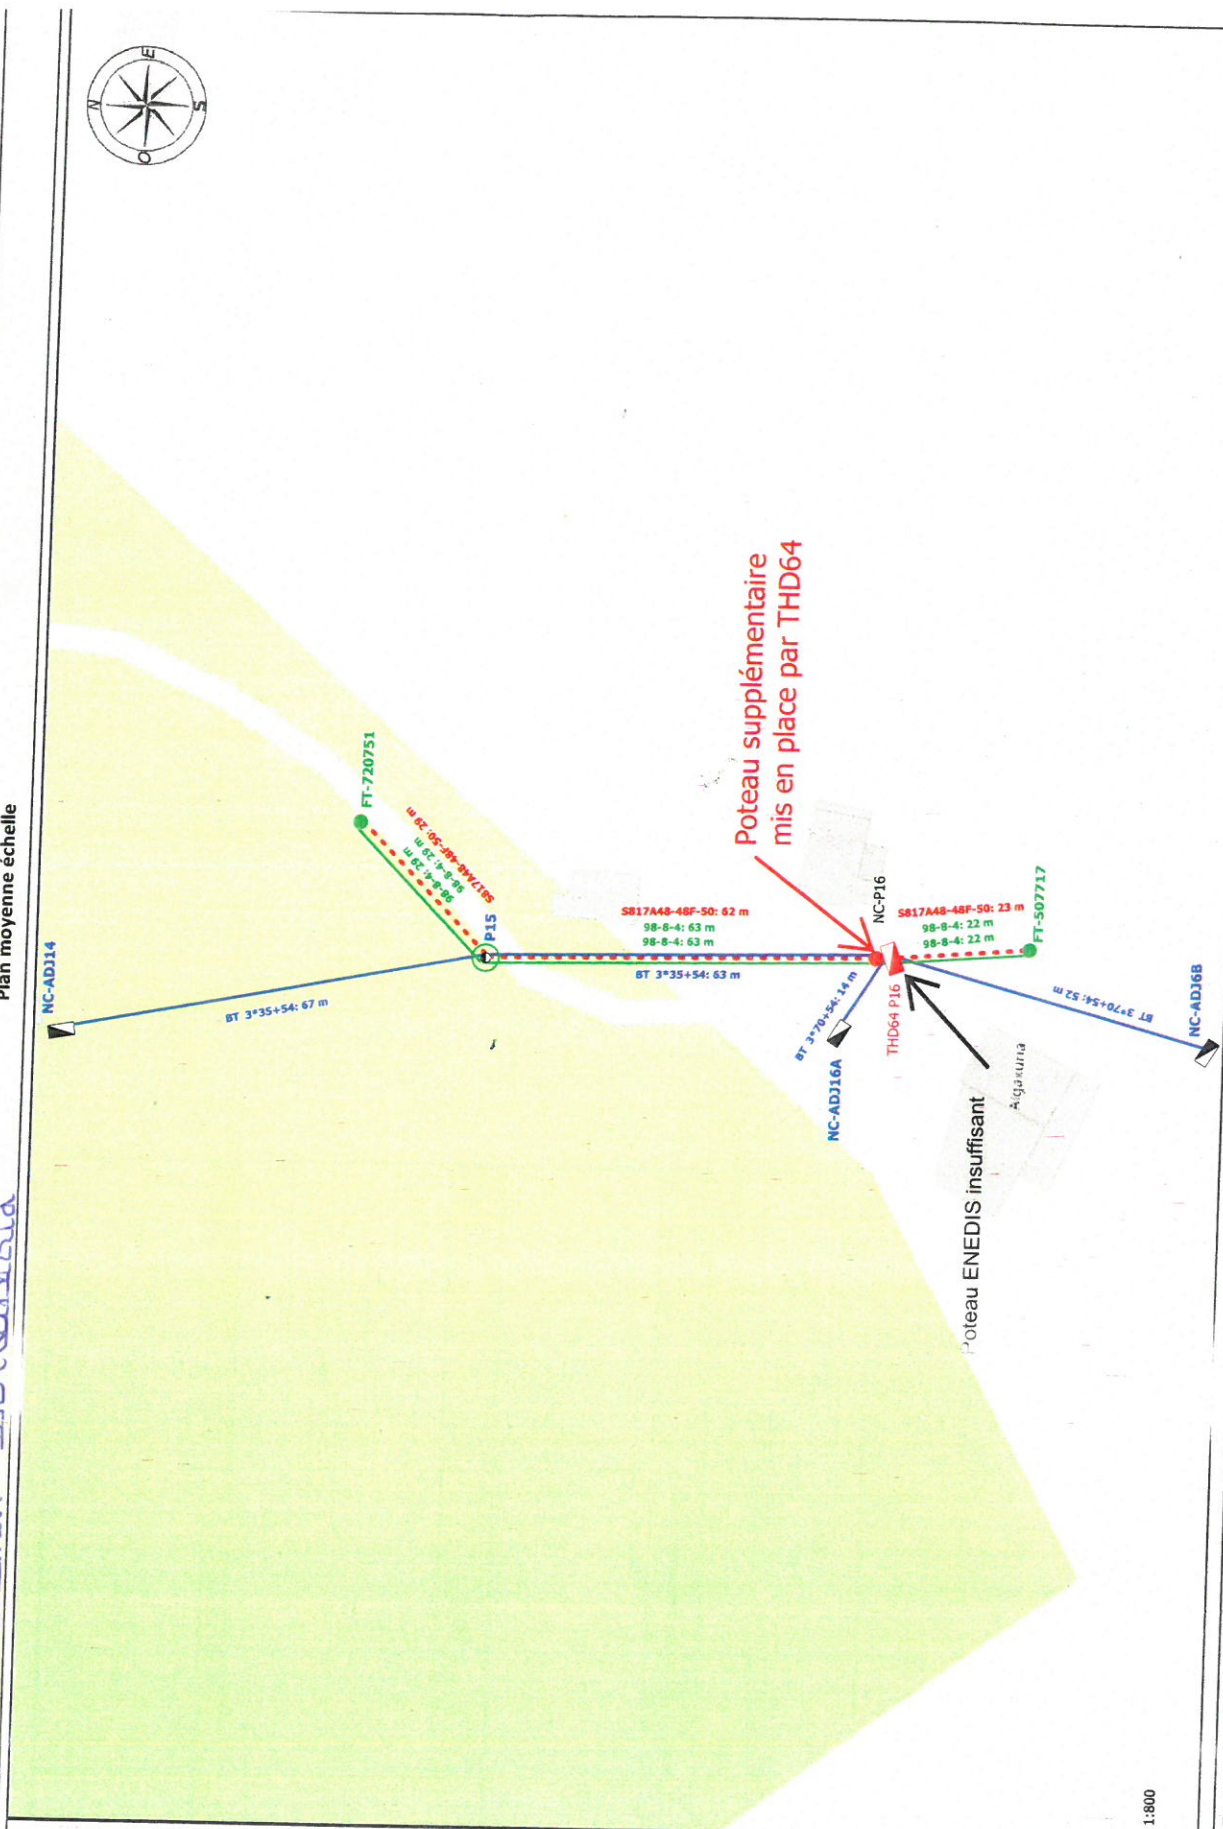 Plan moyenne échelle
N
E
S
O
NC-ADJ14
BT 3*35+54: 67 m
FT-720751
S817A48-48F-50: 29 m
98-8-4: 29 m
98-8-4: 29 m
P15
S817A48-48F-50: 62 m
98-8-4: 63 m
98-8-4: 63 m
BT 3*35+54: 63 m
Poteau supplémentaire
mis en place par THD64
NC-P16
S817A48-48F-50: 23 m
98-8-4: 22 m
98-8-4: 22 m
FT-507717
BT 3*70+54: 14 m
NC-ADJ16A
THD64 P16
BT 3*70+54: 52 m
NC-ADJ6B
Poteau ENEDIS insuffisant
Algaxuria
1:800